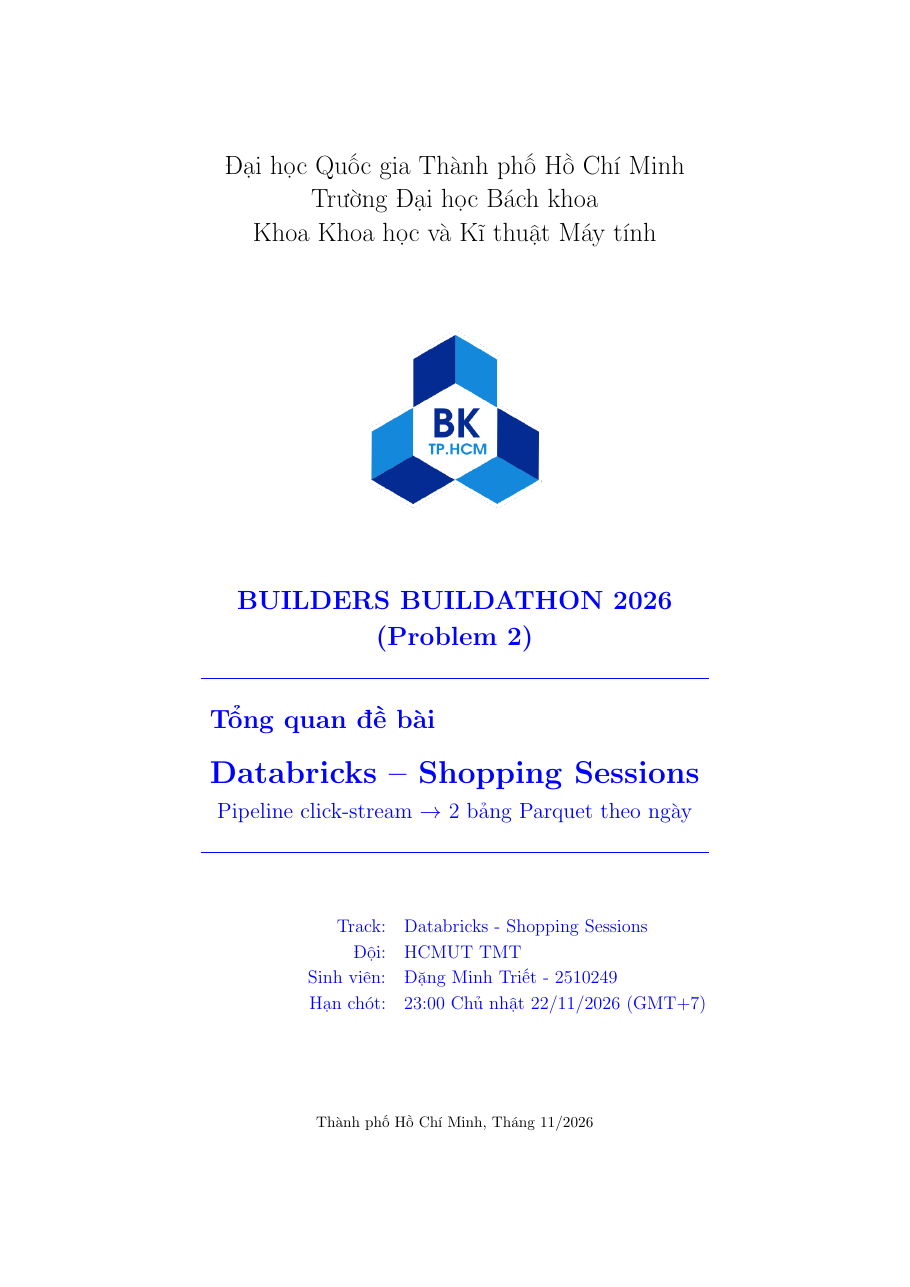 Đại học Quốc gia Thành phố Hồ Chí Minh
Trường Đại học Bách khoa
Khoa Khoa học và Kĩ thuật Máy tính
BK
TP.HCM
BUILDERS BUILDATHON 2026
(Problem 2)
Tổng quan đề bài
Databricks – Shopping Sessions
Pipeline click-stream → 2 bảng Parquet theo ngày
Track: Databricks - Shopping Sessions
Đội: HCMUT TMT
Sinh viên: Đặng Minh Triết - 2510249
Hạn chót: 23:00 Chủ nhật 22/11/2026 (GMT+7)
Thành phố Hồ Chí Minh, Tháng 11/2026